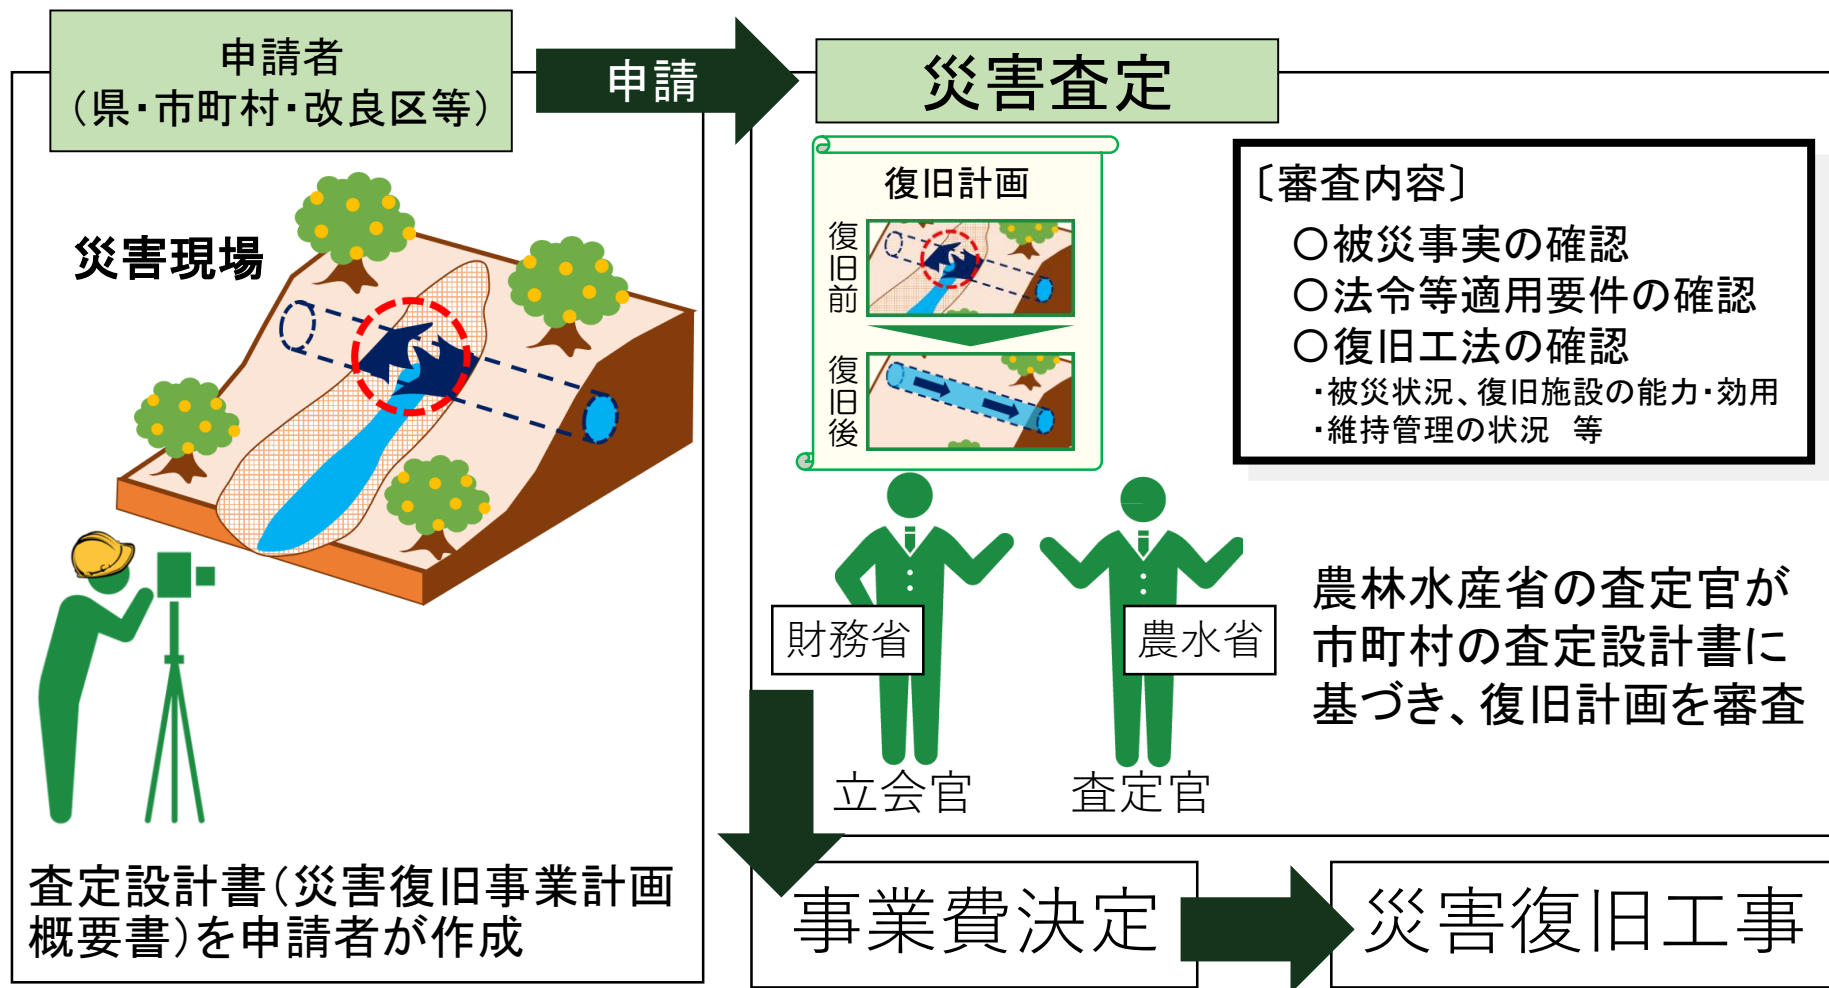 申請者
（県・市町村・改良区等）
災害現場
査定設計書（災害復旧事業計画
概要書）を申請者が作成
申請
災害査定
復旧計画
復旧前
復旧後
〔審査内容〕
○被災事実の確認
○法令等適用要件の確認
○復旧工法の確認
・被災状況、復旧施設の能力・効用
・維持管理の状況　等
財務省
農水省
立会官
査定官
農林水産省の査定官が
市町村の査定設計書に
基づき、復旧計画を審査
事業費決定
災害復旧工事